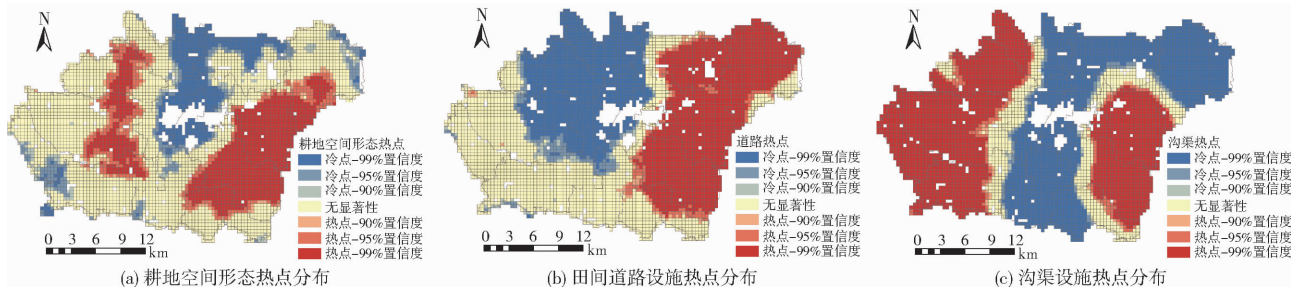 N
耕地空间形态热点
冷点-99%置信度
冷点-95%置信度
冷点-90%置信度
无显著性
热点-90%置信度
热点-95%置信度
热点-99%置信度
0 3 6 9 12
km
(a) 耕地空间形态热点分布
N
道路热点
冷点-99%置信度
冷点-95%置信度
冷点-90%置信度
无显著性
热点-90%置信度
热点-95%置信度
热点-99%置信度
0 3 6 9 12
km
(b) 田间道路设施热点分布
N
沟渠热点
冷点-99%置信度
冷点-95%置信度
冷点-90%置信度
无显著性
热点-90%置信度
热点-95%置信度
热点-99%置信度
0 3 6 9 12
km
(c) 沟渠设施热点分布